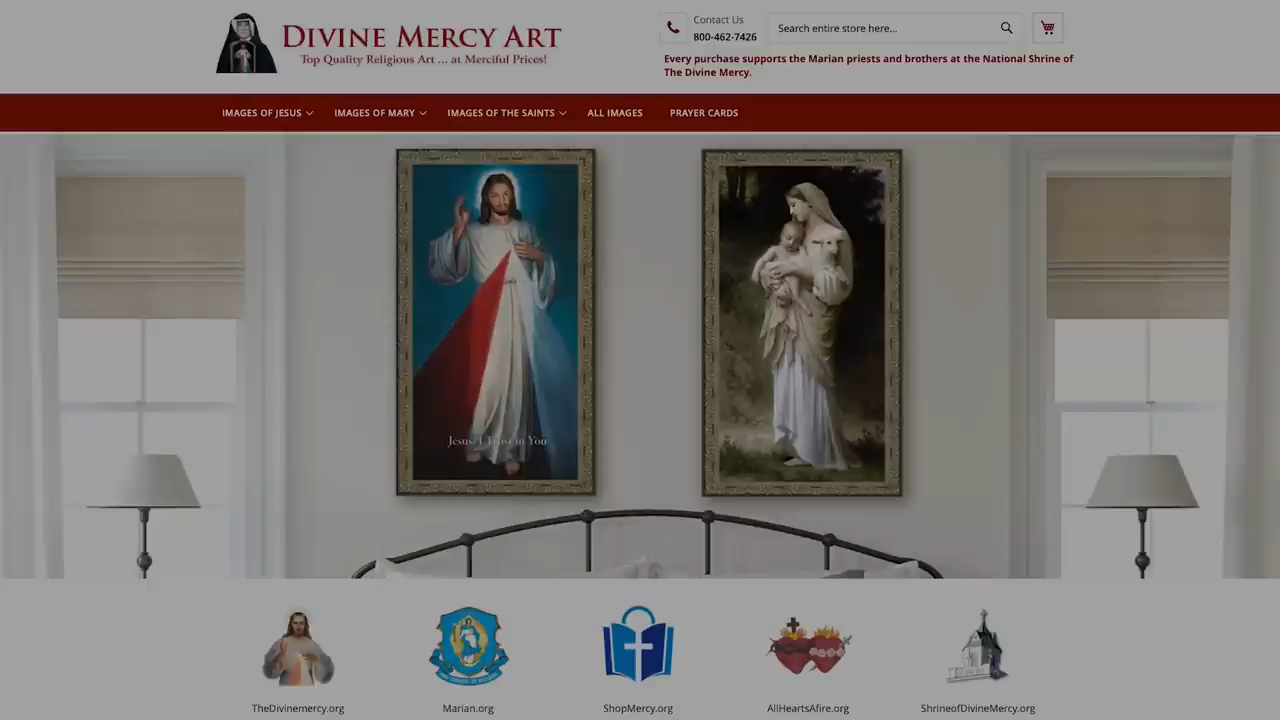 DIVINE MERCY ART
Top Quality Religious Art ... at Merciful Prices!
Contact Us
800-462-7426
Search entire store here...
Every purchase supports the Marian priests and brothers at the National Shrine of
The Divine Mercy.
IMAGES OF JESUS
IMAGES OF MARY
IMAGES OF THE SAINTS
ALL IMAGES
PRAYER CARDS
Jesus, I Trust in You
TheDivinemercy.org
Marian.org
ShopMercy.org
AllHeartsAfire.org
ShrineofDivineMercy.org